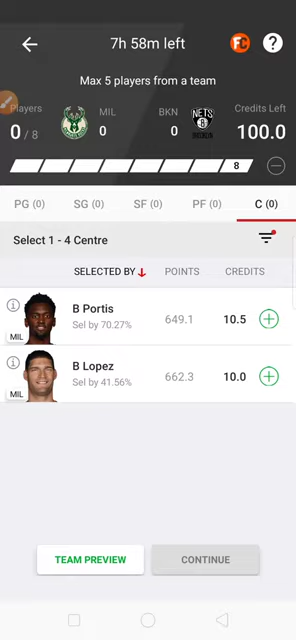 7h 58m left
FC
?
Max 5 players from a team
Players
MIL
BKN
Credits Left
0 / 8
0
0
100.0
NETS
8
PG (0)
SG (0)
SF (0)
PF (0)
C (0)
Select 1 - 4 Centre
SELECTED BY
POINTS
CREDITS
B Portis
Sel by 70.27%
649.1
10.5
MIL
B Lopez
Sel by 41.56%
662.3
10.0
MIL
TEAM PREVIEW
CONTINUE